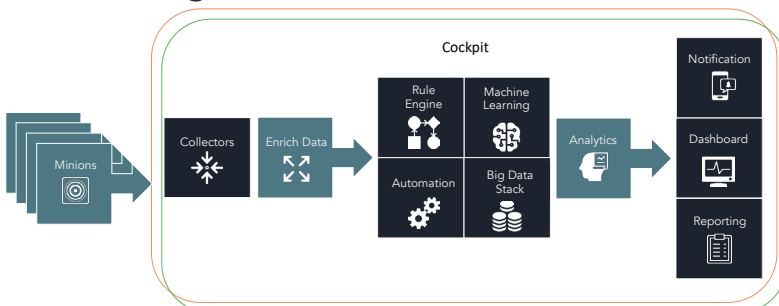 Cockpit
Minions
Collectors
Enrich Data
Rule
Engine
Machine
Learning
Automation
Big Data
Stack
Analytics
Notification
Dashboard
Reporting